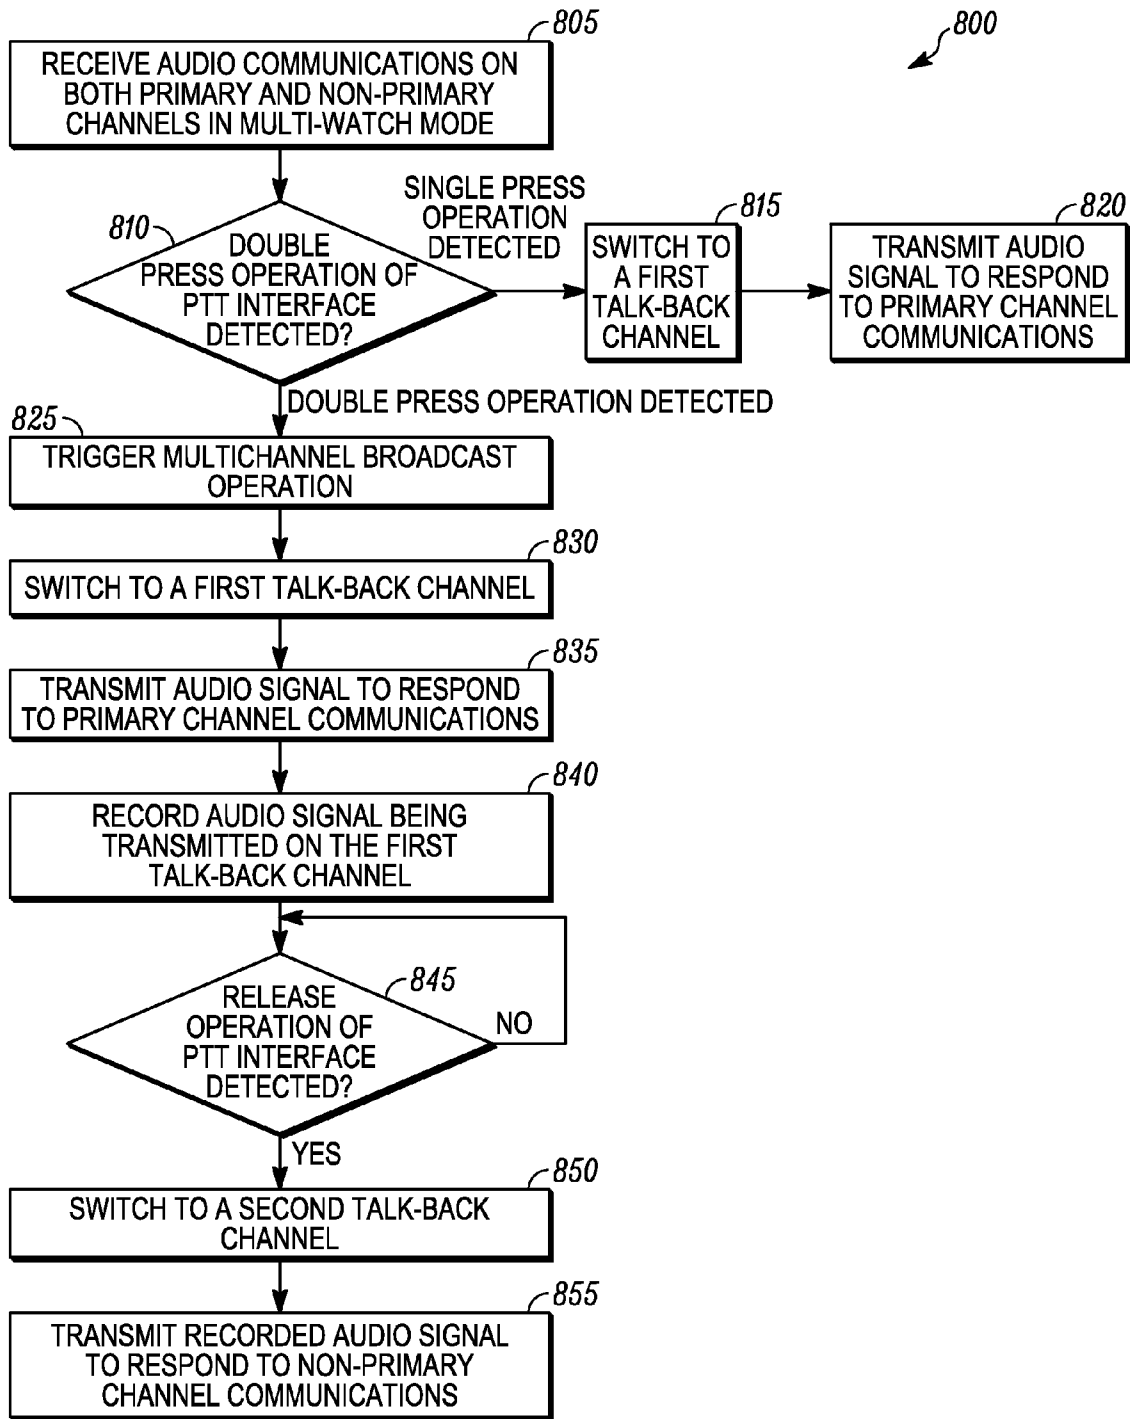 805
800
RECEIVE AUDIO COMMUNICATIONS ON
BOTH PRIMARY AND NON-PRIMARY
CHANNELS IN MULTI-WATCH MODE
810
DOUBLE
PRESS OPERATION OF
PTT INTERFACE
DETECTED?
SINGLE PRESS
OPERATION
DETECTED
815
SWITCH TO
A FIRST
TALK-BACK
CHANNEL
820
TRANSMIT AUDIO
SIGNAL TO RESPOND
TO PRIMARY CHANNEL
COMMUNICATIONS
DOUBLE PRESS OPERATION DETECTED
825
TRIGGER MULTICHANNEL BROADCAST
OPERATION
830
SWITCH TO A FIRST TALK-BACK CHANNEL
835
TRANSMIT AUDIO SIGNAL TO RESPOND
TO PRIMARY CHANNEL COMMUNICATIONS
840
RECORD AUDIO SIGNAL BEING
TRANSMITTED ON THE FIRST
TALK-BACK CHANNEL
845
RELEASE
OPERATION OF
PTT INTERFACE
DETECTED?
NO
YES
850
SWITCH TO A SECOND TALK-BACK
CHANNEL
855
TRANSMIT RECORDED AUDIO SIGNAL
TO RESPOND TO NON-PRIMARY
CHANNEL COMMUNICATIONS